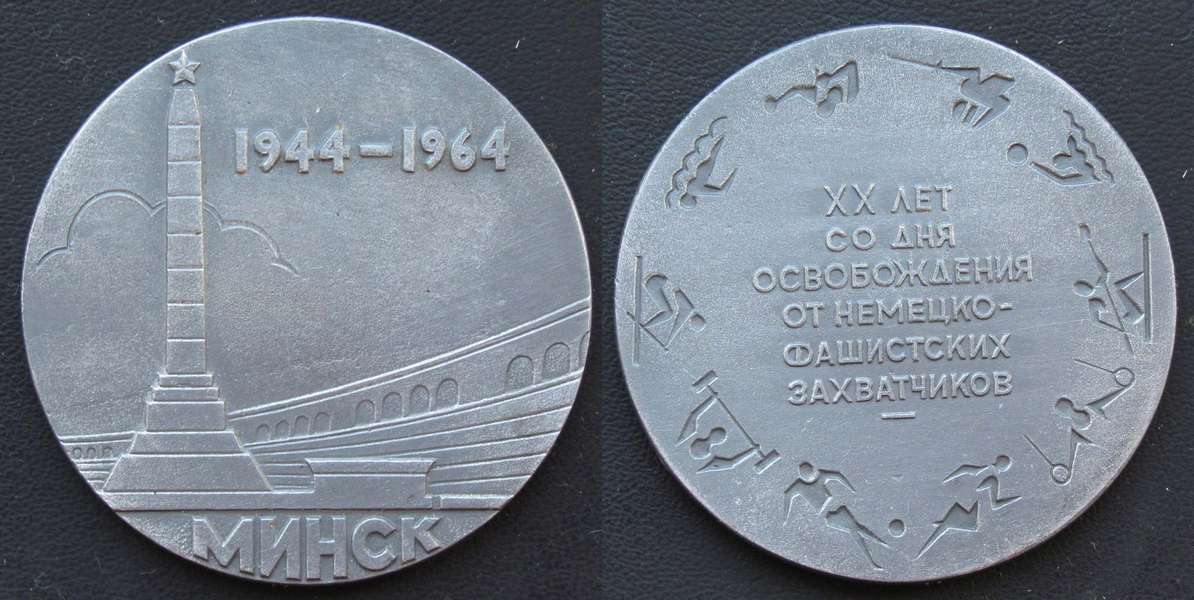 1944-1964
МИНСК
XX ЛЕТ
СО ДНЯ
ОСВОБОЖДЕНИЯ
ОТ НЕМЕЦКО-
ФАШИСТСКИХ
ЗАХВАТЧИКОВ